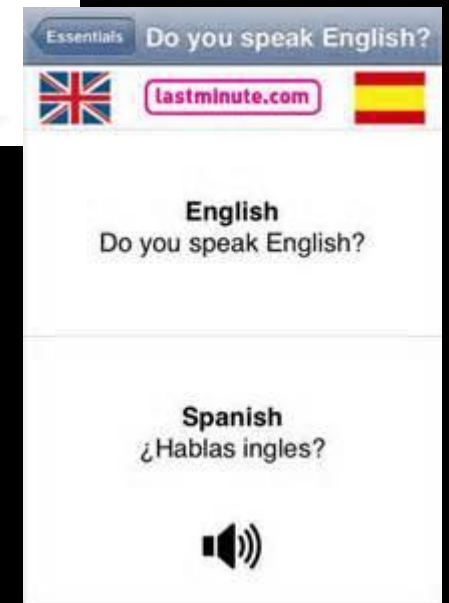 Essentials
Do you speak English?
lastminute.com
English
Do you speak English?
Spanish
¿Hablas ingles?